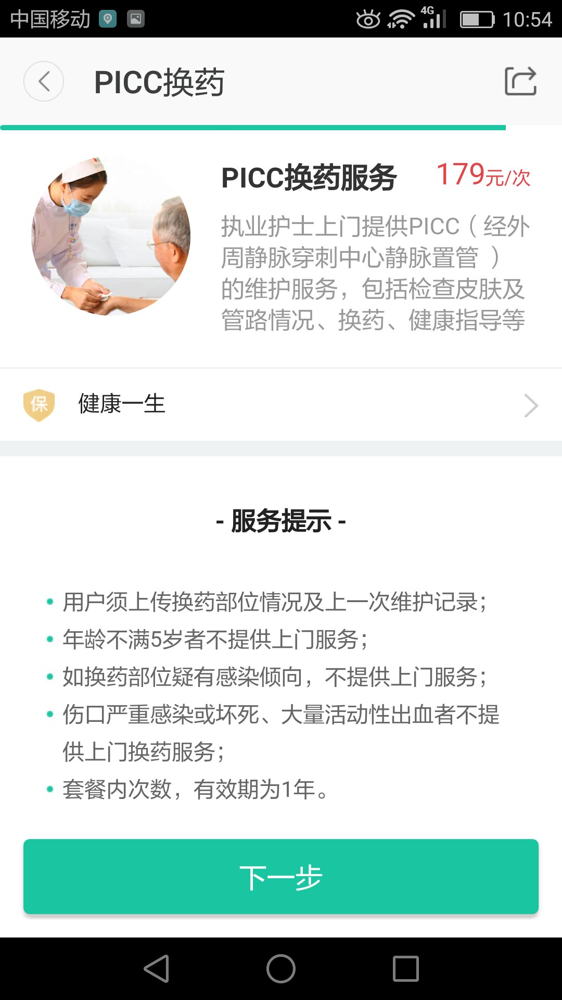 中国移动 4G 10:54
PICC换药
PICC换药服务 179元/次
执业护士上门提供PICC（经外
周静脉穿刺中心静脉置管 ）
的维护服务，包括检查皮肤及
管路情况、换药、健康指导等
保 健康一生
- 服务提示 -
用户须上传换药部位情况及上一次维护记录；
年龄不满5岁者不提供上门服务；
如换药部位疑有感染倾向，不提供上门服务；
伤口严重感染或坏死、大量活动性出血者不提
供上门换药服务；
套餐内次数，有效期为1年。
下一步